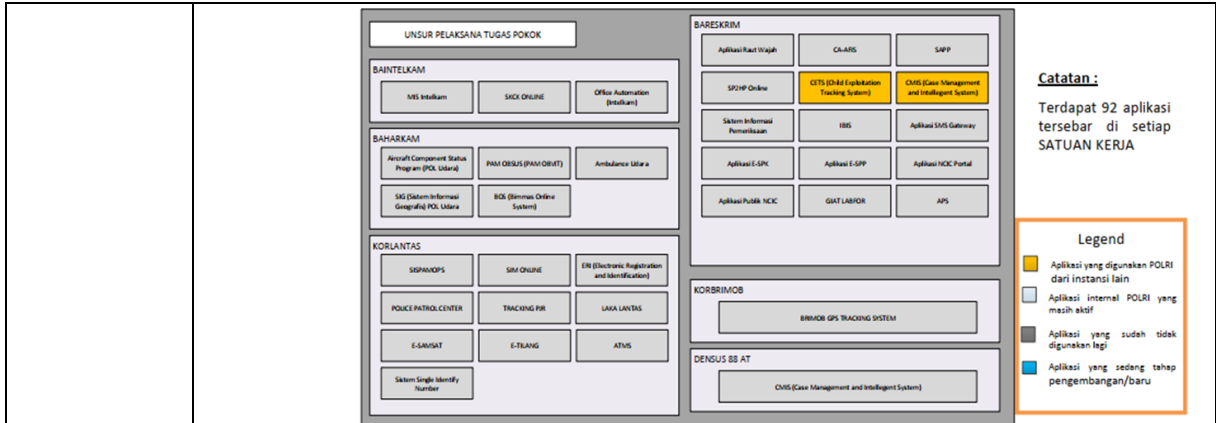 UNSUR PELAKSANA TUGAS POKOK
BAINTELKAM
MIS Intelkam
SKCK ONLINE
Office Automation
(Intelkam)
BAHARKAM
Aircraft Component Status
Program (POL Udara)
PAM OBSUS (PAM OBVIT)
Ambulance Udara
SIG (Sistem Informasi
Geografis) POL Udara
BOS (Bimmas Online
System)
KORLANTAS
SISPAMOPS
SIM ONLINE
ERI (Electronic Registration
and Identification)
POLICE PATROL CENTER
TRACKING PJR
LAKA LANTAS
E-SAMSAT
E-TILANG
ATMS
Sistem Single Identify
Number
BARESKRIM
Aplikasi Raut Wajah
CA-AFIS
SAPP
SP2HP Online
CETS (Child Exploitation
Tracking System)
CMIS (Case Management
and Intellegent System)
Sistem Informasi
Pemeriksaan
IBIS
Aplikasi SMS Gateway
Aplikasi E-SPK
Aplikasi E-SPP
Aplikasi NCIC Portal
Aplikasi Publik NCIC
GIAT LABFOR
APS
KORBRIMOB
BRIMOB GPS TRACKING SYSTEM
DENSUS 88 AT
CMIS (Case Management and Intellegent System)
Catatan :
Terdapat 92 aplikasi
tersebar di setiap
SATUAN KERJA
Legend
Aplikasi yang digunakan POLRI
dari instansi lain
Aplikasi internal POLRI yang
masih aktif
Aplikasi yang sudah tidak
digunakan lagi
Aplikasi yang sedang tahap
pengembangan/baru